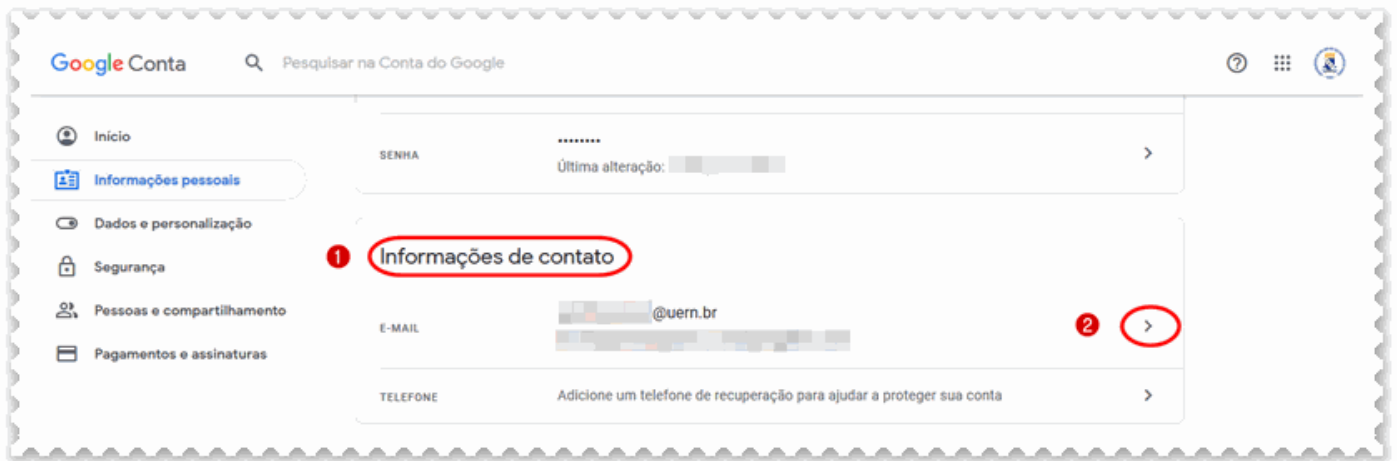 Google Conta
Pesquisar na Conta do Google
Início
Informações pessoais
Dados e personalização
Segurança
Pessoas e compartilhamento
Pagamentos e assinaturas
SENHA
••••••••
Última alteração:
1
Informações de contato
E-MAIL
@uern.br
2
TELEFONE
Adicione um telefone de recuperação para ajudar a proteger sua conta